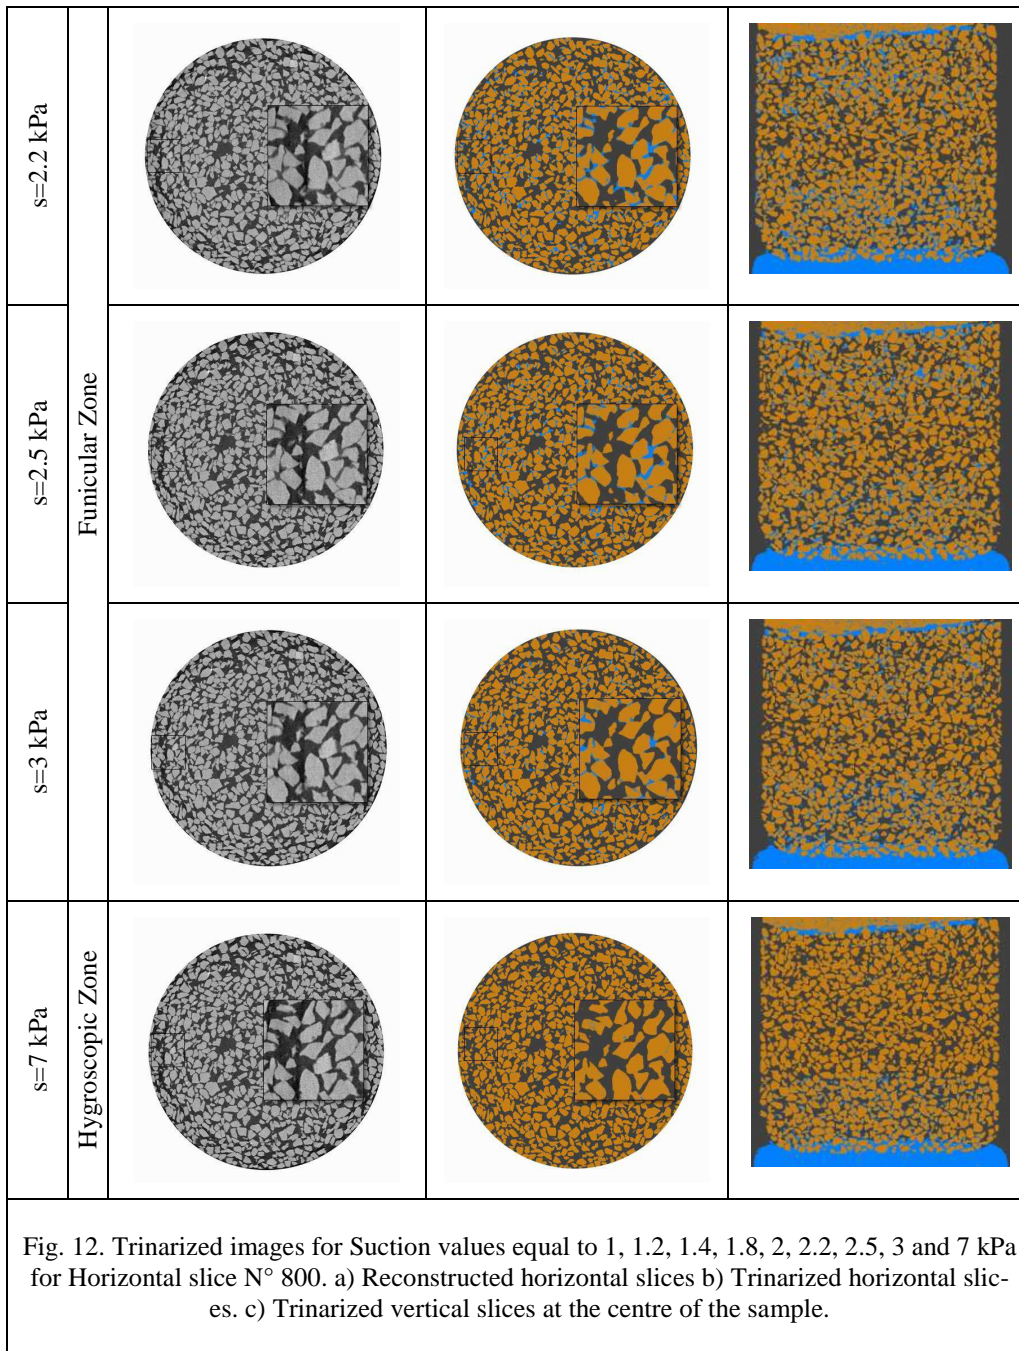 s=2.2 kPa
Funicular Zone
s=2.5 kPa
s=3 kPa
s=7 kPa
Hygroscopic Zone
Fig. 12. Trinarized images for Suction values equal to 1, 1.2, 1.4, 1.8, 2, 2.2, 2.5, 3 and 7 kPa
for Horizontal slice N° 800. a) Reconstructed horizontal slices b) Trinarized horizontal slic-
es. c) Trinarized vertical slices at the centre of the sample.